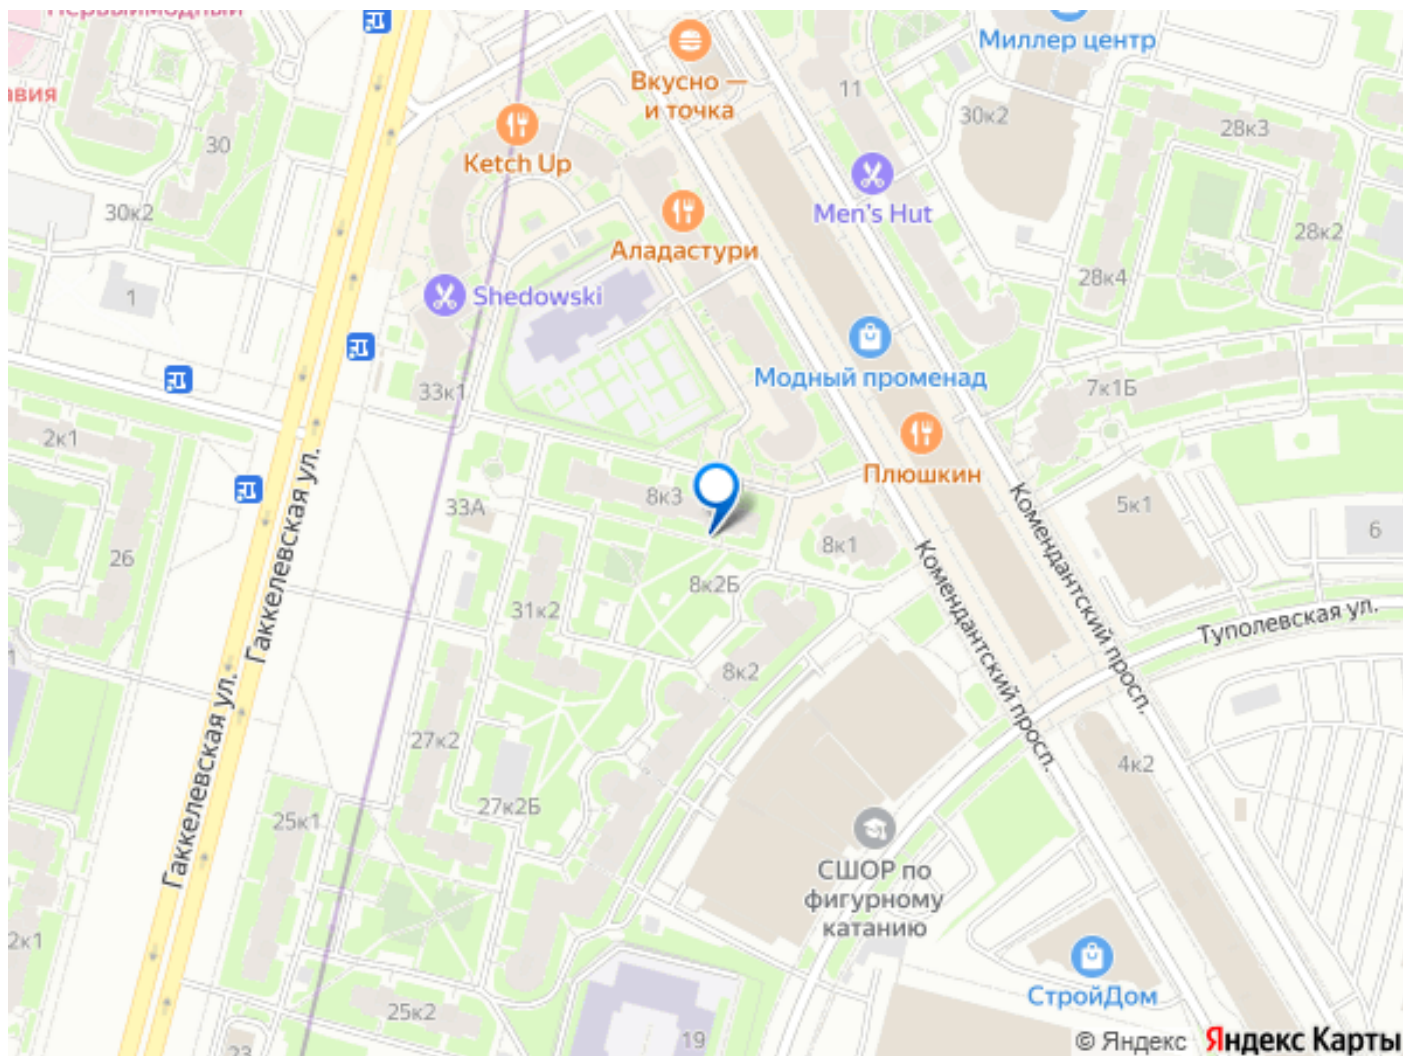 Первыймодный
авия
30
30к2
1
Вкусно —
и точка
Ketch Up
Аладастури
Shedowski
Миллер центр
11
30к2
28к3
Men's Hut
28к2
28к4
Модный променад
7к1Б
Плюшкин
33к1
2к1
26
33А
8к3
8к1
5к1
6
Гаккелевская ул.
Комендантский просп.
Комендантский просп.
Туполевская ул.
8к2Б
31к2
8к2
27к2
27к2Б
Гаккелевская ул.
4к2
25к1
СШОР по
фигурному
катанию
2к1
25к2
19
23
СтройДом
© Яндекс Яндекс Карты